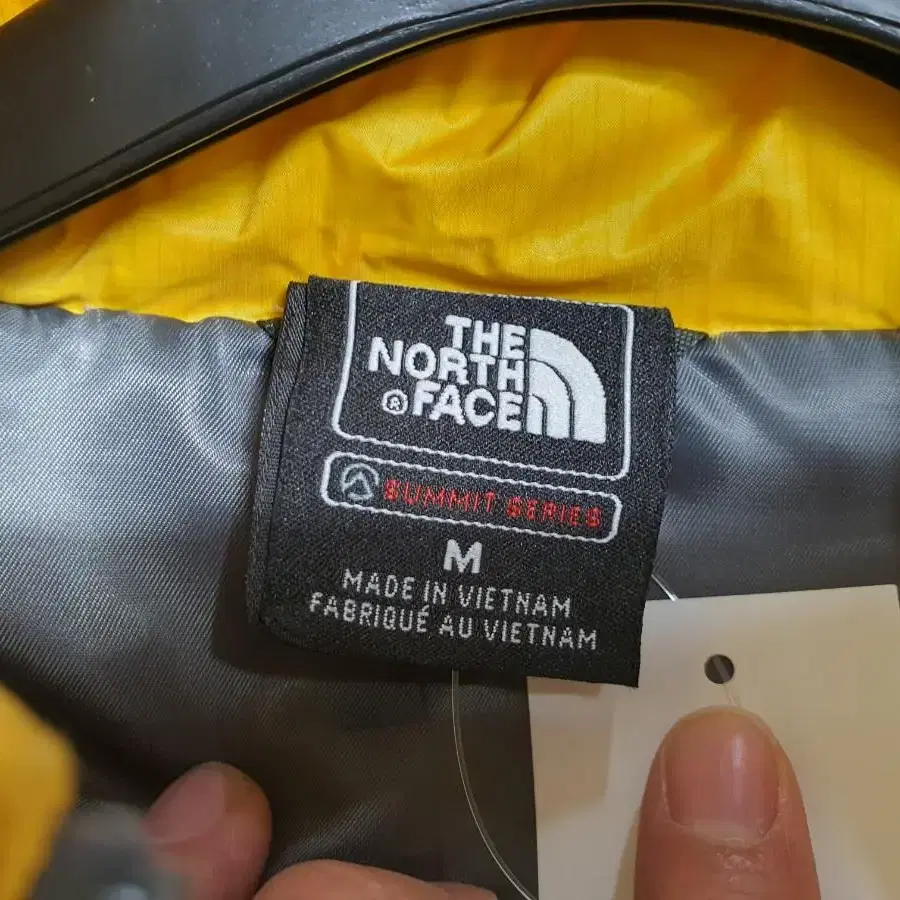 THE
NORTH
® FACE
SUMMIT SERIES
M
MADE IN VIETNAM
FABRIQUÉ AU VIETNAM